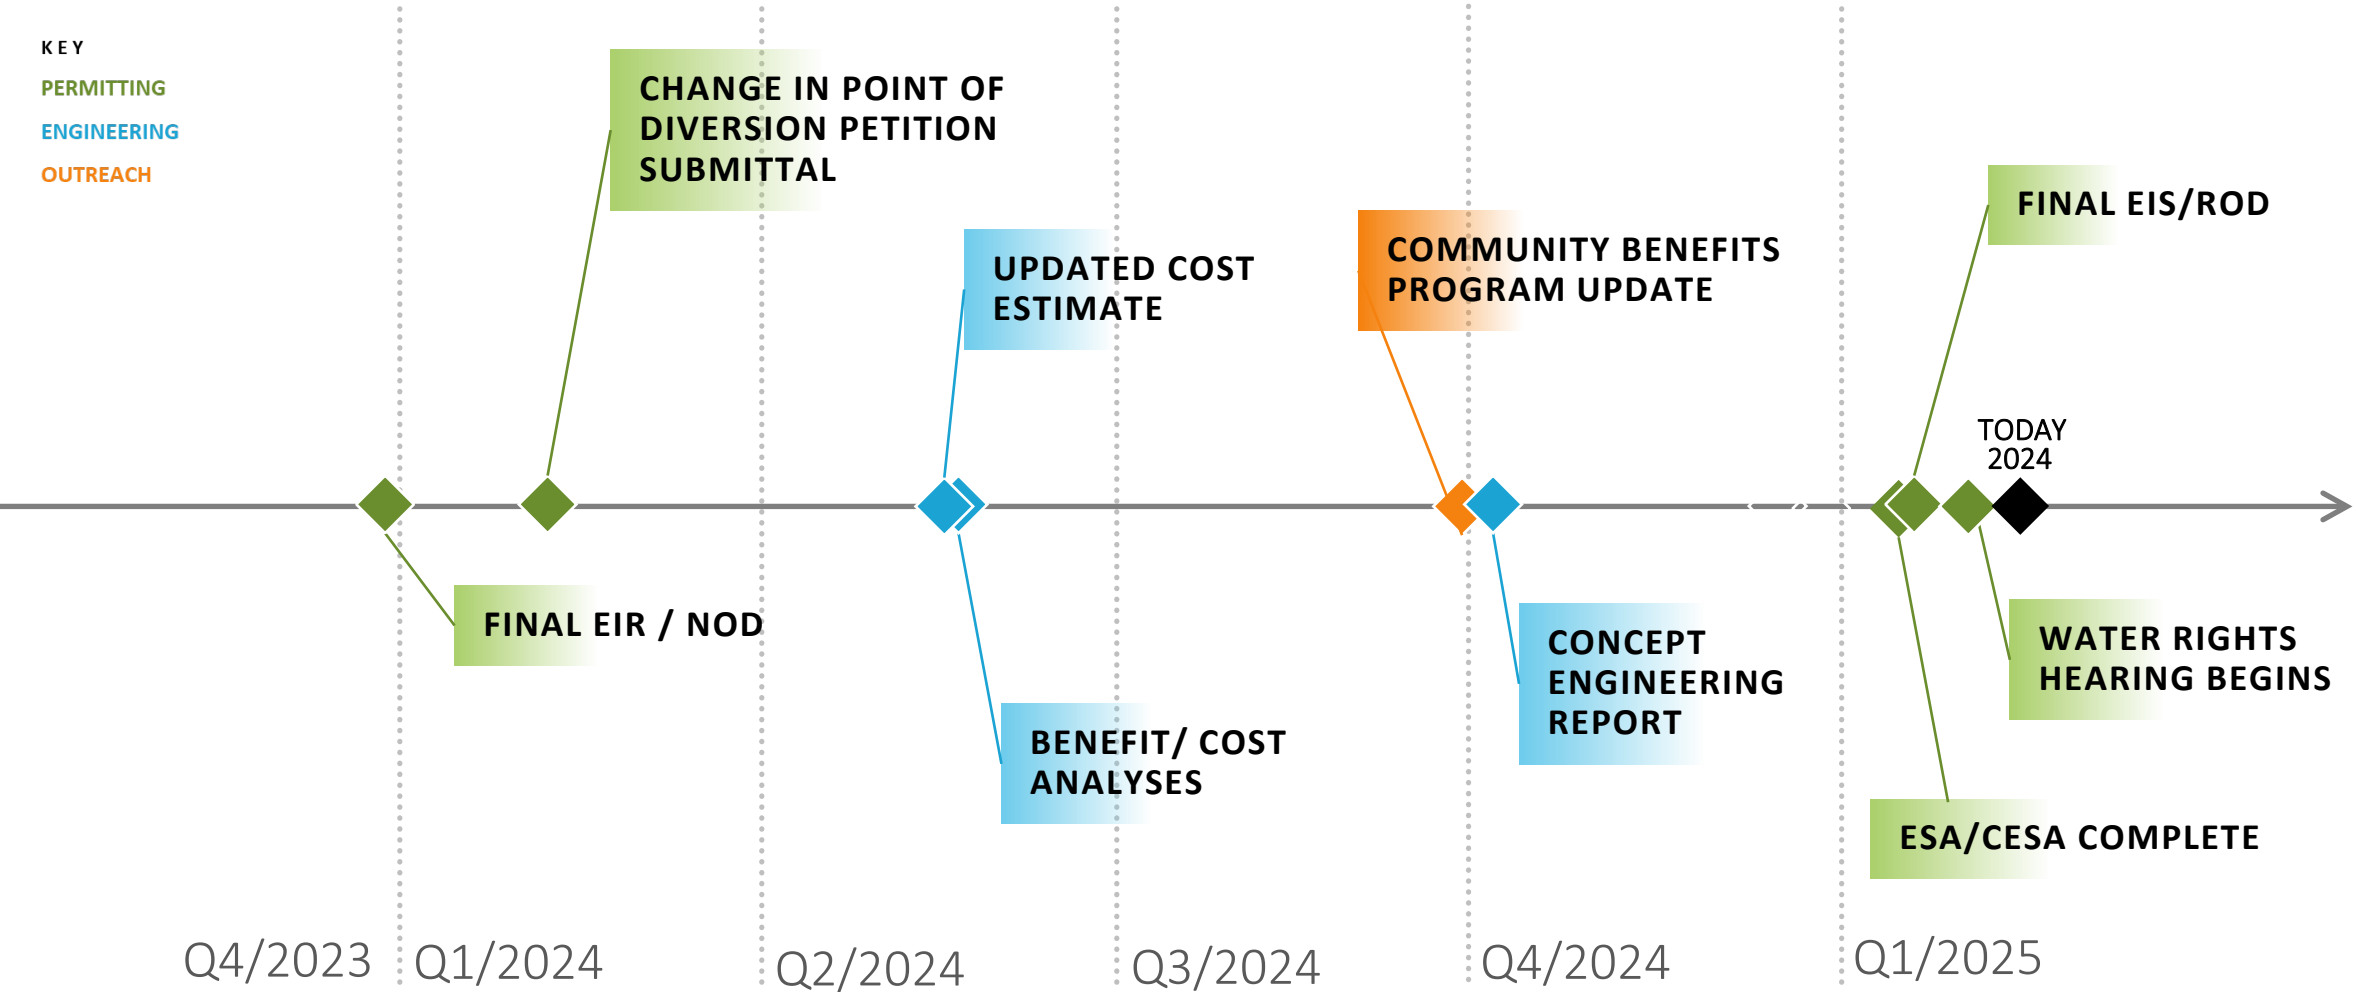 KEY
PERMITTING
ENGINEERING
OUTREACH
CHANGE IN POINT OF
DIVERSION PETITION
SUBMITTAL
UPDATED COST
ESTIMATE
COMMUNITY BENEFITS
PROGRAM UPDATE
FINAL EIS/ROD
TODAY
2024
FINAL EIR / NOD
BENEFIT/ COST
ANALYSES
CONCEPT
ENGINEERING
REPORT
WATER RIGHTS
HEARING BEGINS
ESA/CESA COMPLETE
Q4/2023
Q1/2024
Q2/2024
Q3/2024
Q4/2024
Q1/2025